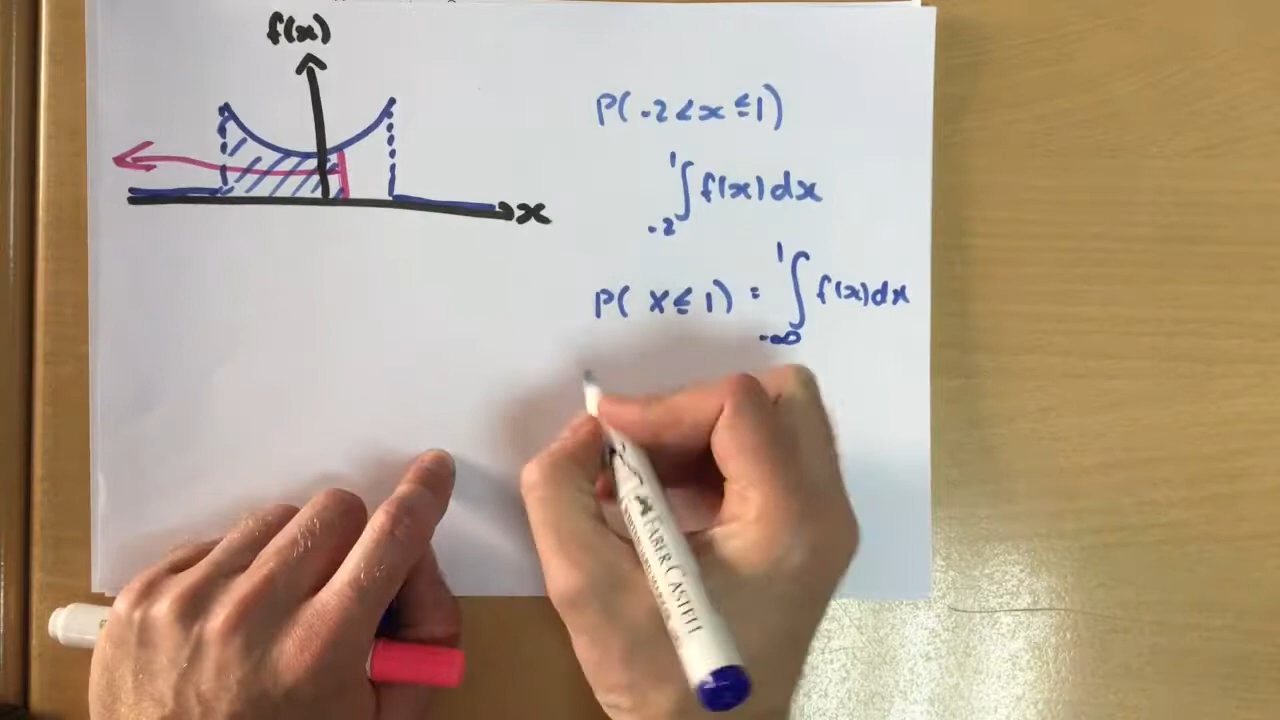 f(x)
x
P(-2<x≤1)
1
∫f(x)dx
-2
1
P( X≤1) = ∫f(x)dx
-∞
FABER CASTELL